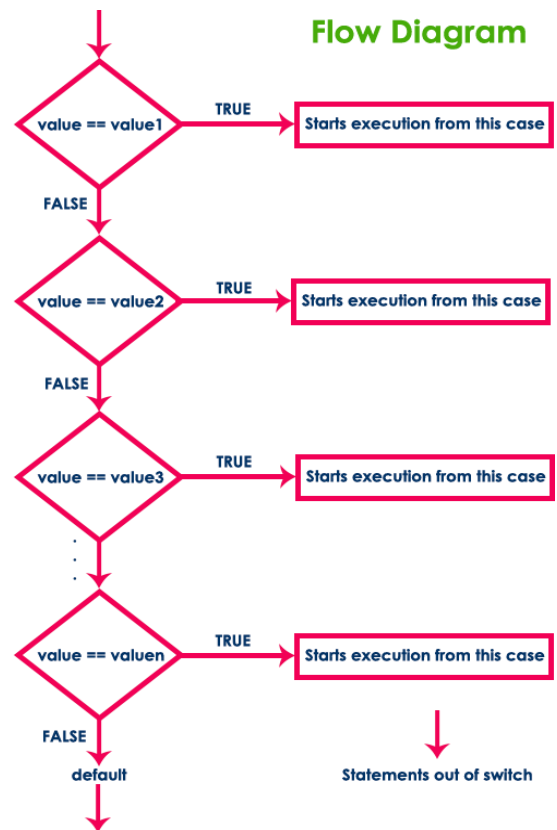 Flow Diagram
value == value1
TRUE
Starts execution from this case
FALSE
value == value2
TRUE
Starts execution from this case
FALSE
value == value3
TRUE
Starts execution from this case
.
.
.
value == valuen
TRUE
Starts execution from this case
FALSE
default
Statements out of switch